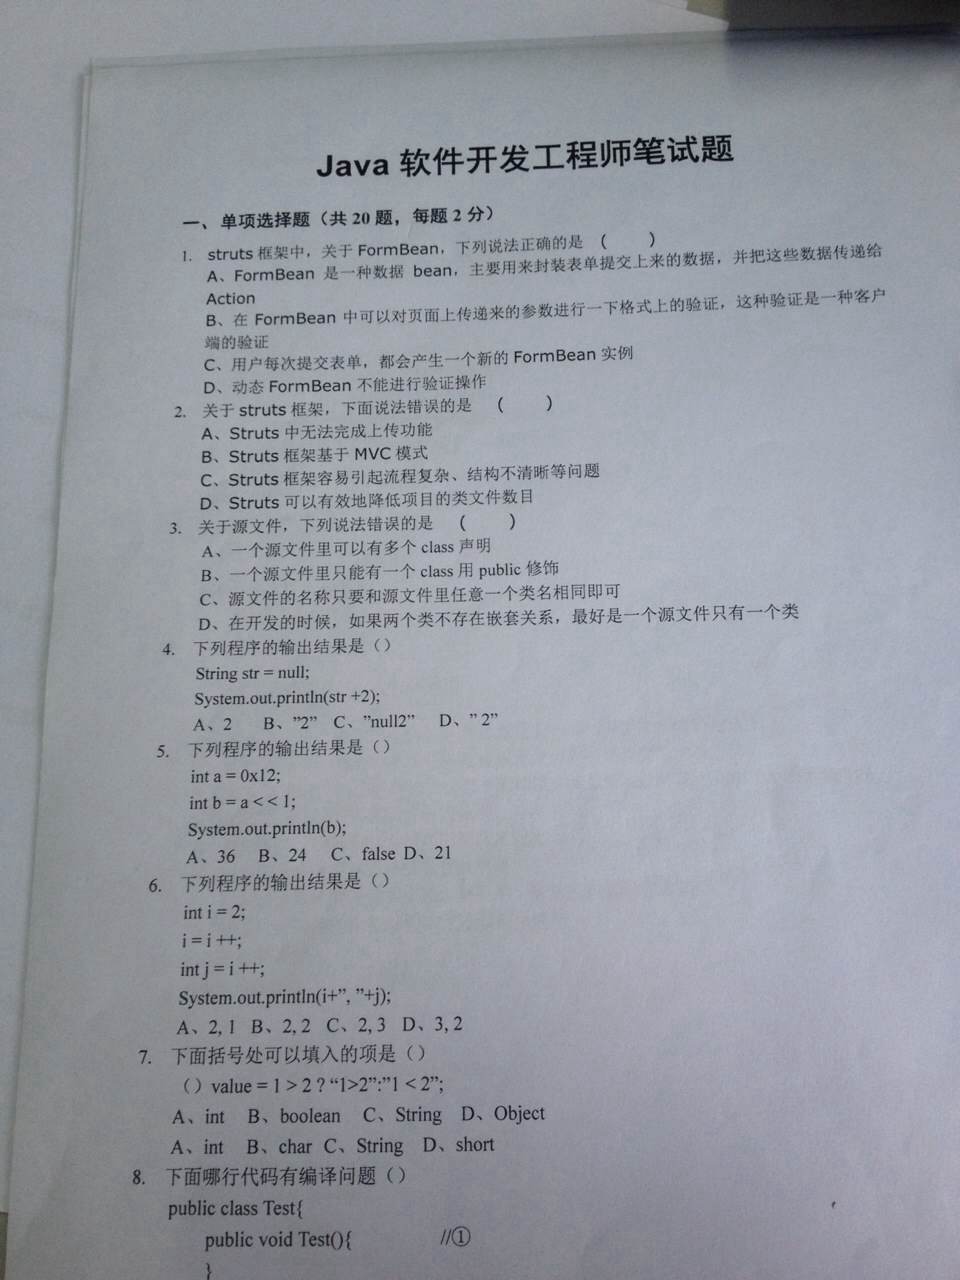 Java 软件开发工程师笔试题
一、单项选择题（共 20 题，每题 2 分）
1. struts 框架中，关于 FormBean，下列说法正确的是 （ ）
A、FormBean 是一种数据 bean，主要用来封装表单提交上来的数据，并把这些数据传递给
Action
B、在 FormBean 中可以对页面上传递来的参数进行一下格式上的验证，这种验证是一种客户
端的验证
C、用户每次提交表单，都会产生一个新的 FormBean 实例
D、动态 FormBean 不能进行验证操作
2. 关于 struts 框架，下面说法错误的是 （ ）
A、Struts 中无法完成上传功能
B、Struts 框架基于 MVC 模式
C、Struts 框架容易引起流程复杂、结构不清晰等问题
D、Struts 可以有效地降低项目的类文件数目
3. 关于源文件，下列说法错误的是 （ ）
A、一个源文件里可以有多个 class 声明
B、一个源文件里只能有一个 class 用 public 修饰
C、源文件的名称只要和源文件里任意一个类名相同即可
D、在开发的时候，如果两个类不存在嵌套关系，最好是一个源文件只有一个类
4. 下列程序的输出结果是（）
String str = null;
System.out.println(str +2);
A、2 B、”2” C、”null2” D、” 2”
5. 下列程序的输出结果是（）
int a = 0x12;
int b = a < < 1;
System.out.println(b);
A、36 B、24 C、false D、21
6. 下列程序的输出结果是（）
int i = 2;
i = i ++;
int j = i ++;
System.out.println(i+”, ”+j);
A、2, 1 B、2, 2 C、2, 3 D、3, 2
7. 下面括号处可以填入的项是（）
（）value = 1 > 2 ? “1>2”:”1 < 2”;
A、int B、boolean C、String D、Object
A、int B、char C、String D、short
8. 下面哪行代码有编译问题（）
public class Test{
public void Test(){ //①
}